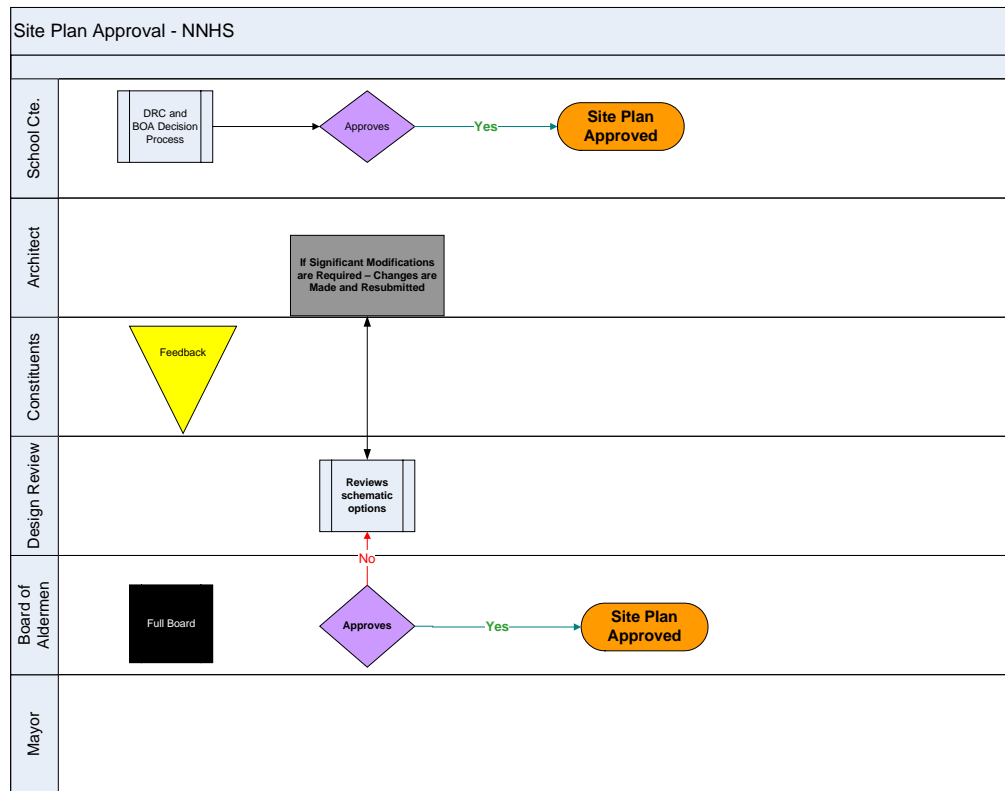 Site Plan Approval - NNHS
School Cte.
DRC and
BOA Decision
Process
Approves
Yes
Site Plan
Approved
Architect
If Significant Modifications
are Required – Changes are
Made and Resubmitted
Constituents
Feedback
Design Review
Reviews
schematic
options
No
Board of
Aldermen
Full Board
Approves
Yes
Site Plan
Approved
Mayor